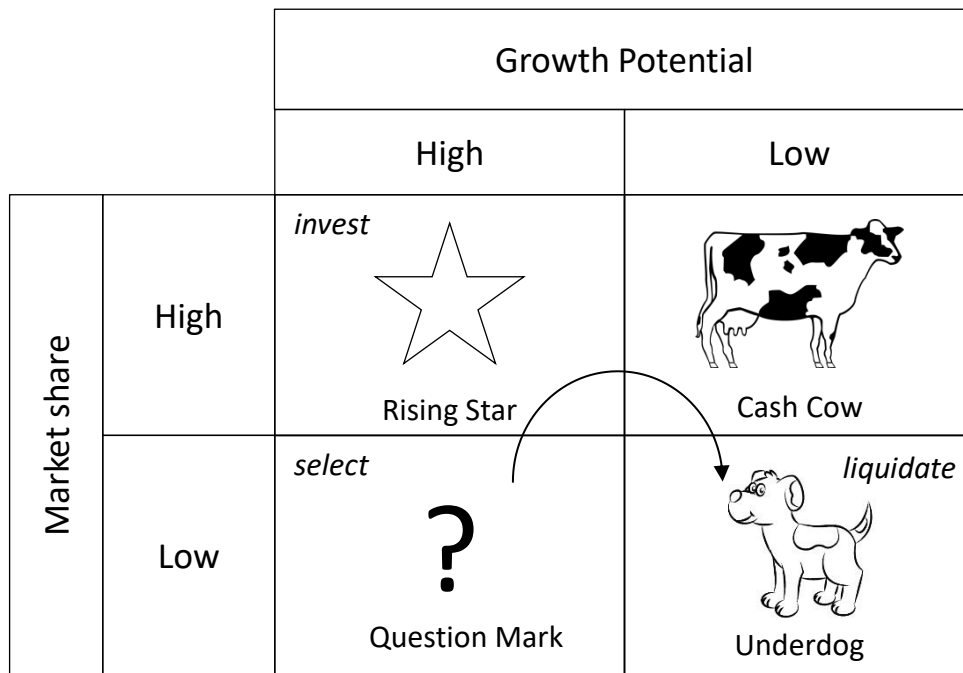 Growth Potential
High
Low
Market share
High
invest
Rising Star
Cash Cow
Low
select
?
Question Mark
liquidate
Underdog